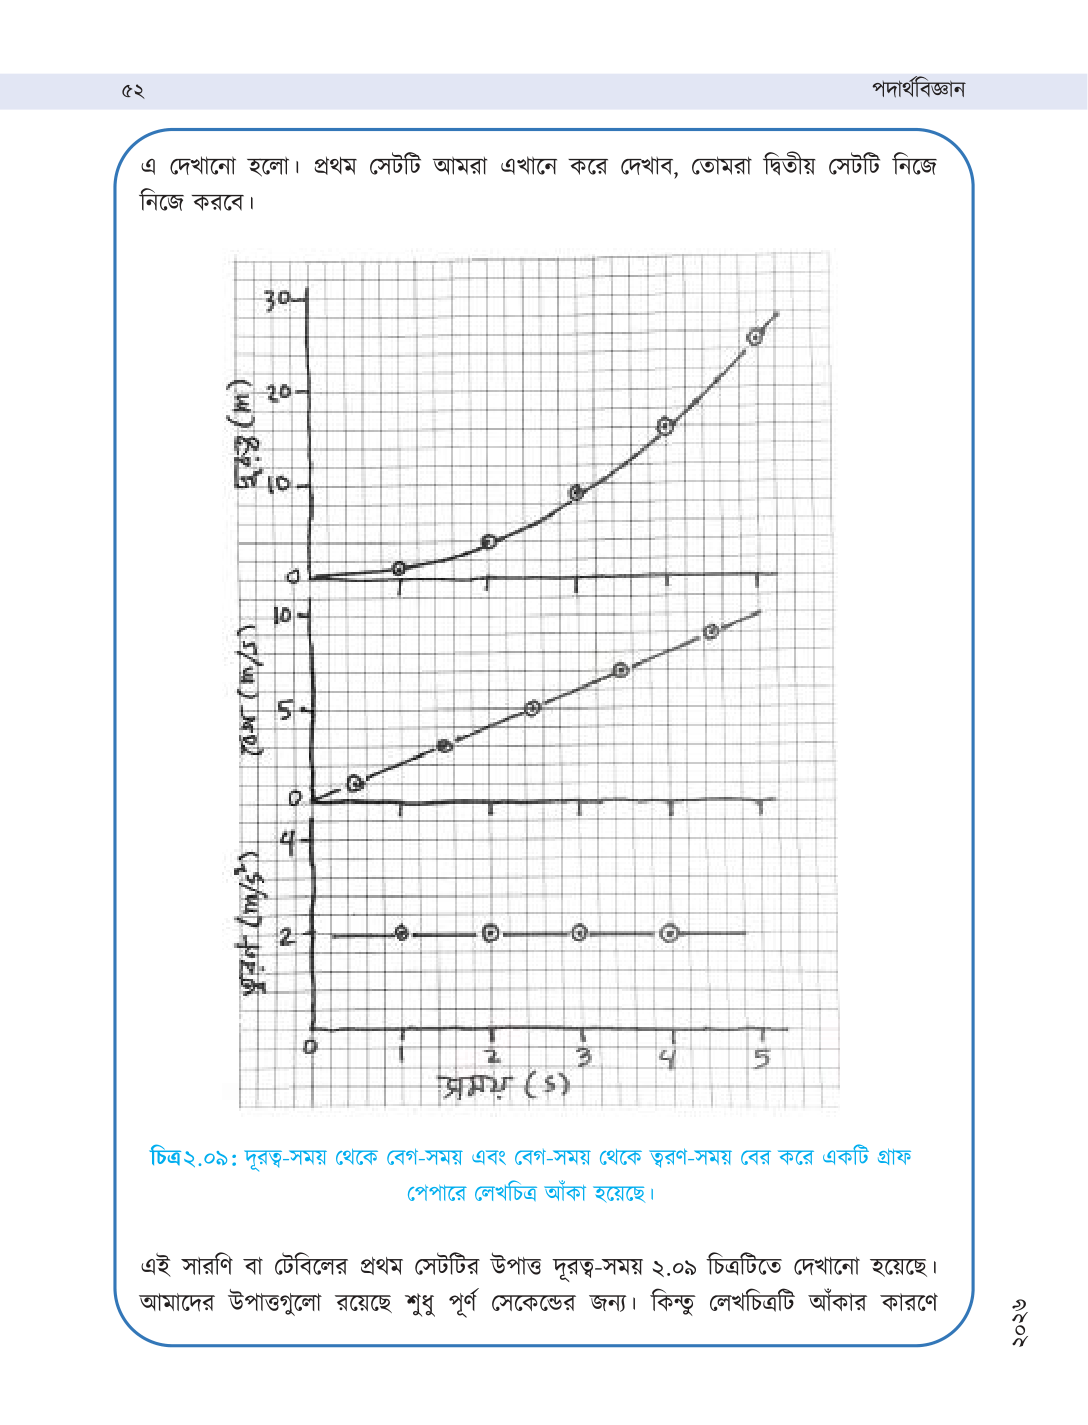 ৫২
পদার্থবিজ্ঞান
এ দেখানো হলো। প্রথম সেটটি আমরা এখানে করে দেখাব, তোমরা দ্বিতীয় সেটটি নিজে
নিজে করবে।
30
20
10
0
দূরত্ব (m)
10
5
0
বেগ (m/s)
4
2
ত্বরণ (m/s²)
0 1 2 3 4 5
সময় (s)
চিত্র ২.০৯: দূরত্ব-সময় থেকে বেগ-সময় এবং বেগ-সময় থেকে ত্বরণ-সময় বের করে একটি গ্রাফ
পেপারে লেখচিত্র আঁকা হয়েছে।
এই সারণি বা টেবিলের প্রথম সেটটির উপাত্ত দূরত্ব-সময় ২.০৯ চিত্রটিতে দেখানো হয়েছে।
আমাদের উপাত্তগুলো রয়েছে শুধু পূর্ণ সেকেন্ডের জন্য। কিন্তু লেখচিত্রটি আঁকার কারণে
২০২৬